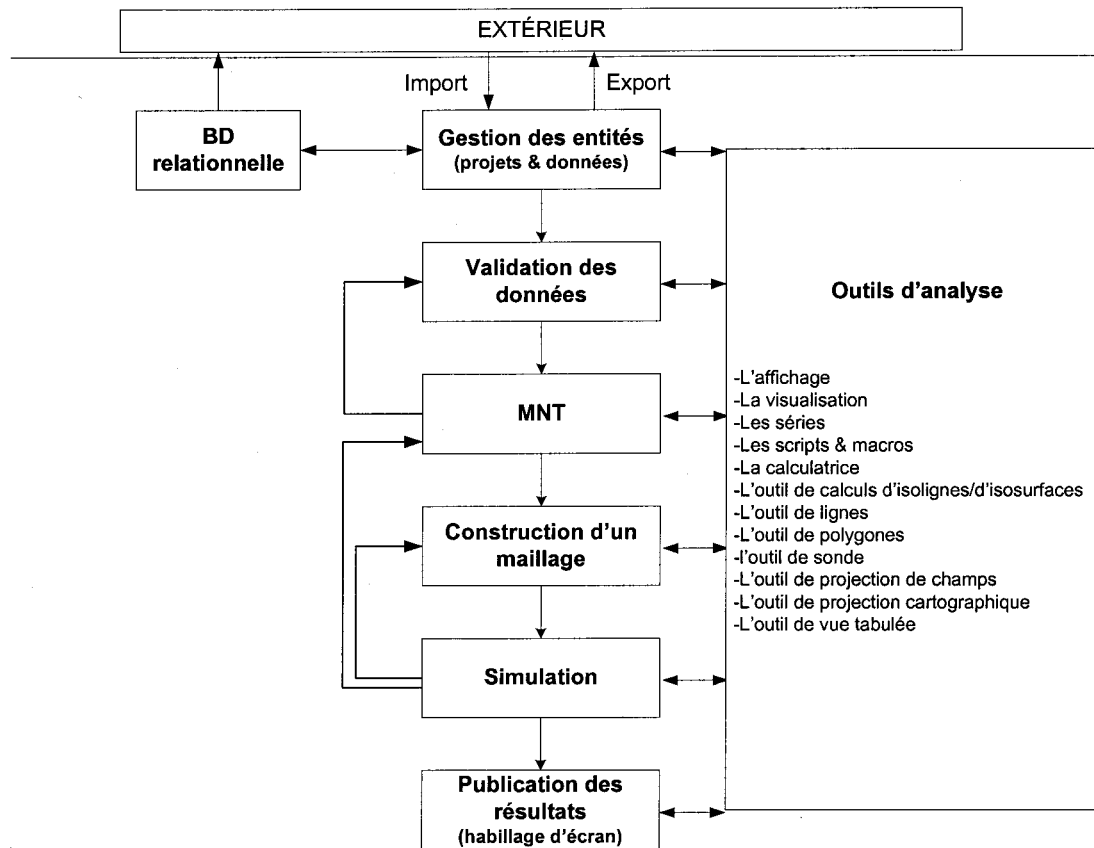 EXTÉRIEUR
Import
Export
BD
relationnelle
Gestion des entités
(projets & données)
Validation des
données
MNT
Construction d'un
maillage
Simulation
Publication des
résultats
(habillage d'écran)
Outils d'analyse
-L'affichage
-La visualisation
-Les séries
-Les scripts & macros
-La calculatrice
-L'outil de calculs d'isolignes/d'isosurfaces
-L'outil de lignes
-L'outil de polygones
-l'outil de sonde
-L'outil de projection de champs
-L'outil de projection cartographique
-L'outil de vue tabulée